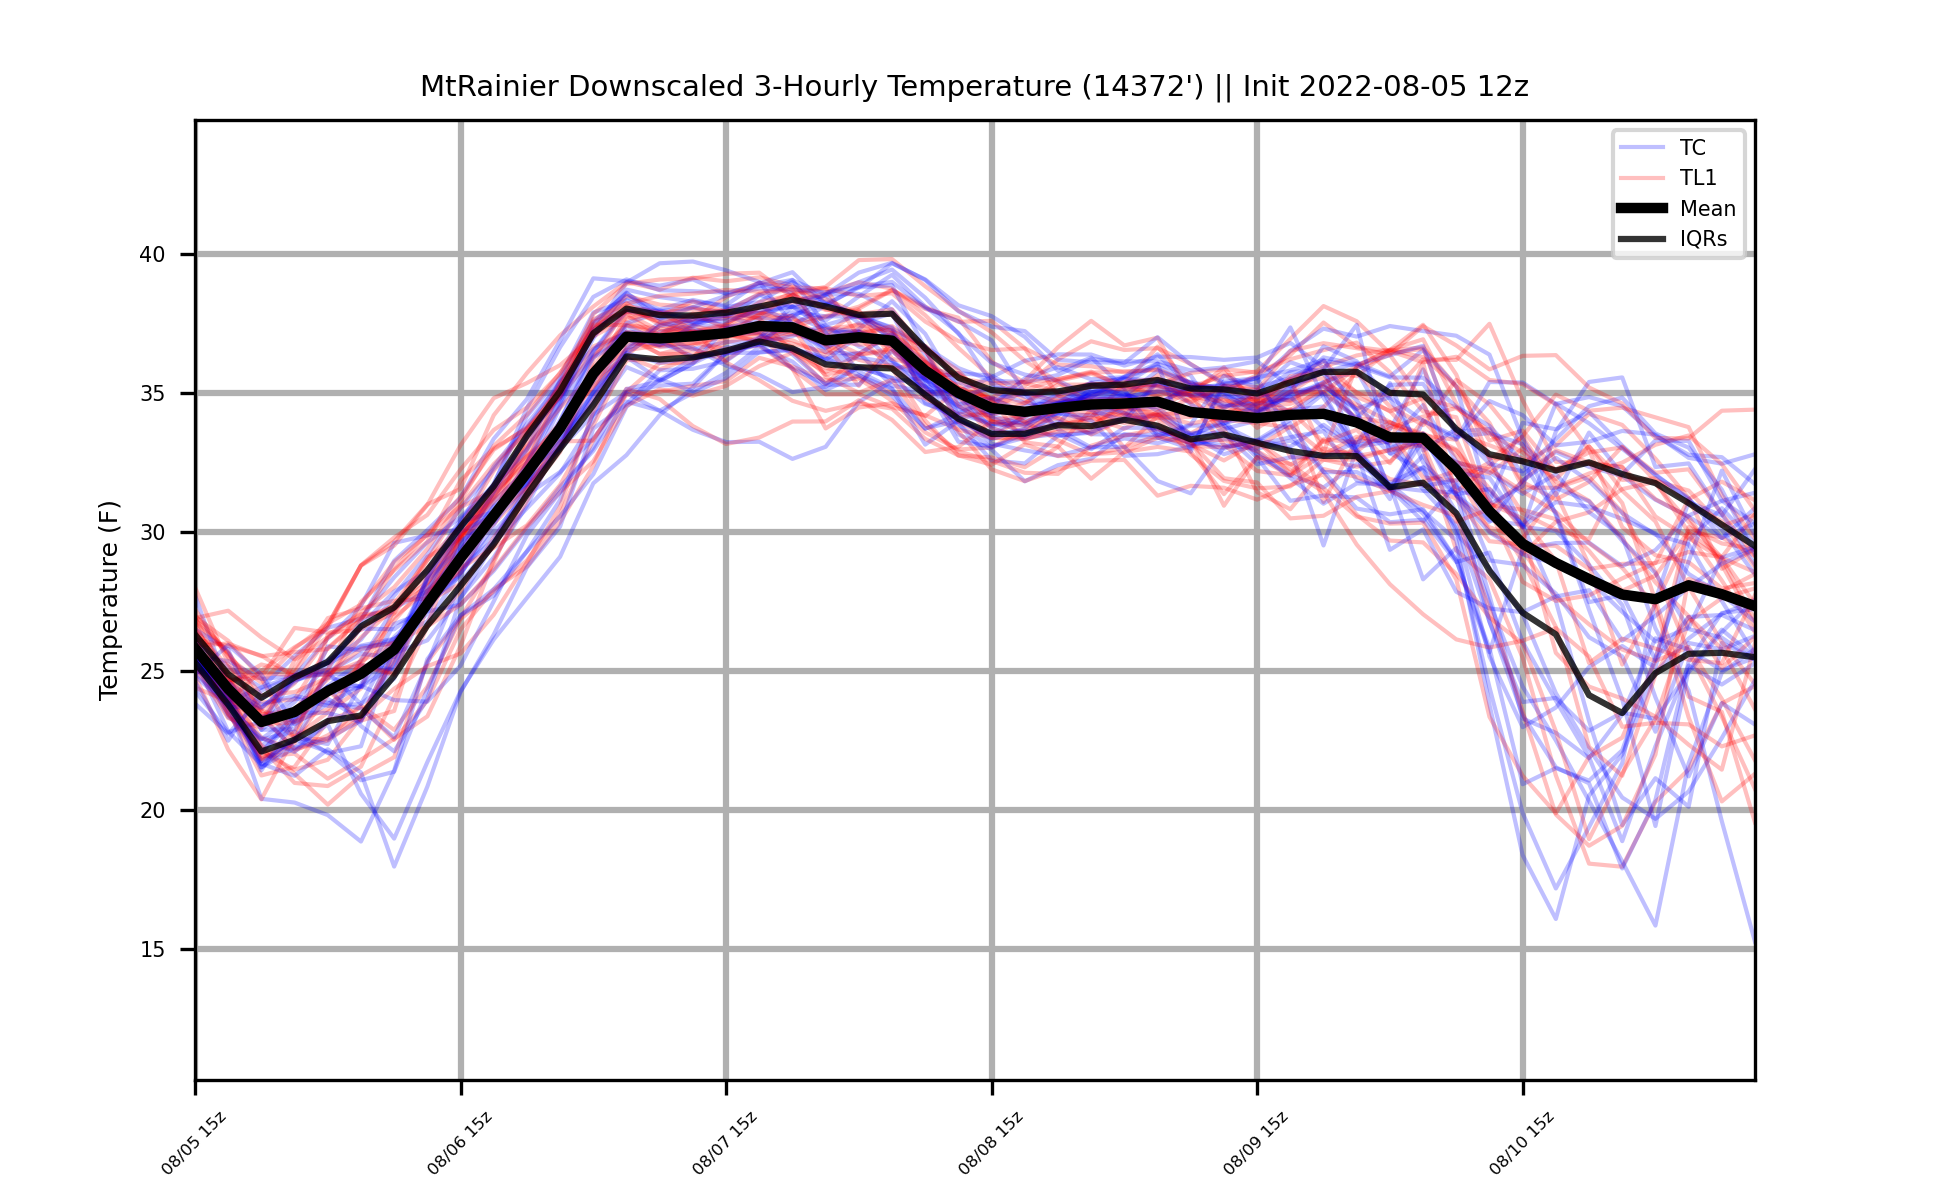 MtRainier Downscaled 3-Hourly Temperature (14372') || Init 2022-08-05 12z
TC
TL1
Mean
IQRs
Temperature (F)
40
35
30
25
20
15
08/05 15z
08/06 15z
08/07 15z
08/08 15z
08/09 15z
08/10 15z